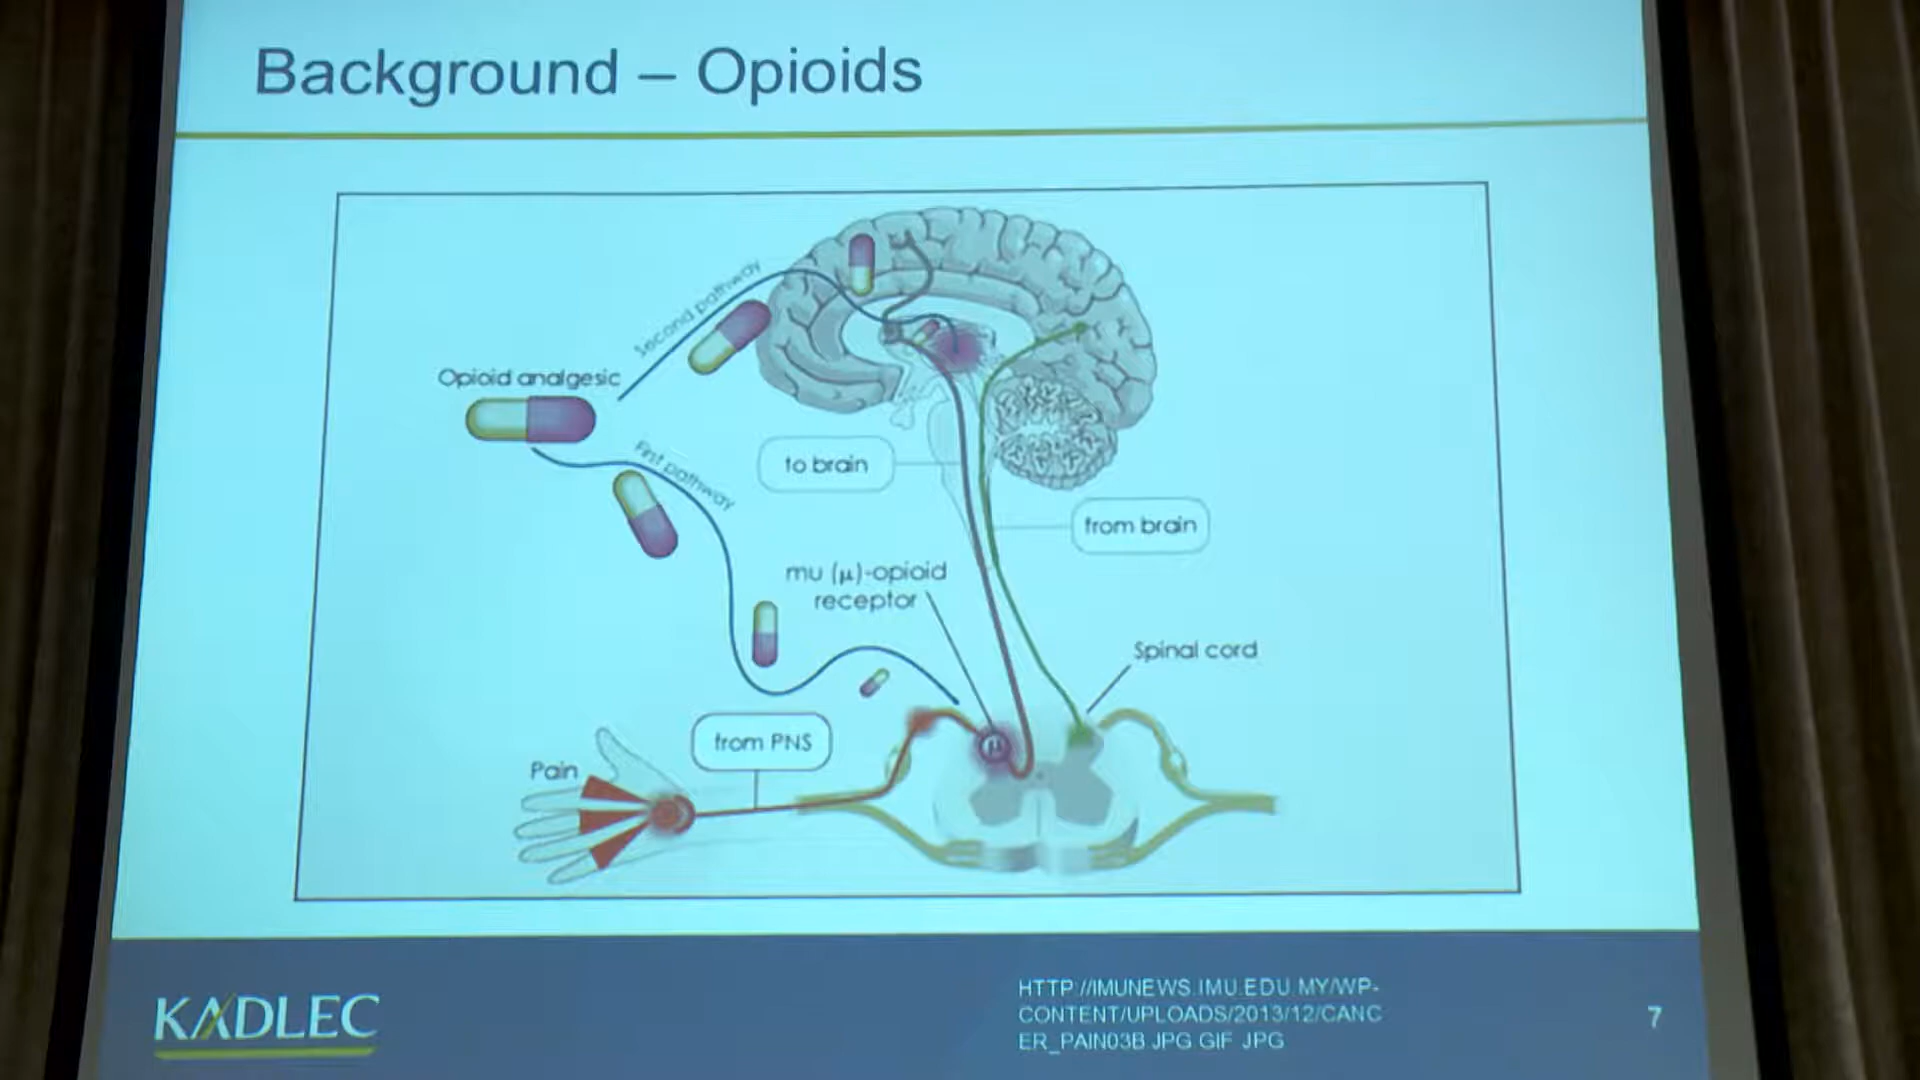 Background – Opioids
Second pathway
Opioid analgesic
First pathway
to brain
from brain
mu (μ)-opioid
receptor
Spinal cord
from PNS
μ
Pain
KADLEC
HTTP://IMUNEWS.IMU.EDU.MY/WP-
CONTENT/UPLOADS/2013/12/CANC
ER_PAIN03B.JPG.GIF.JPG
7